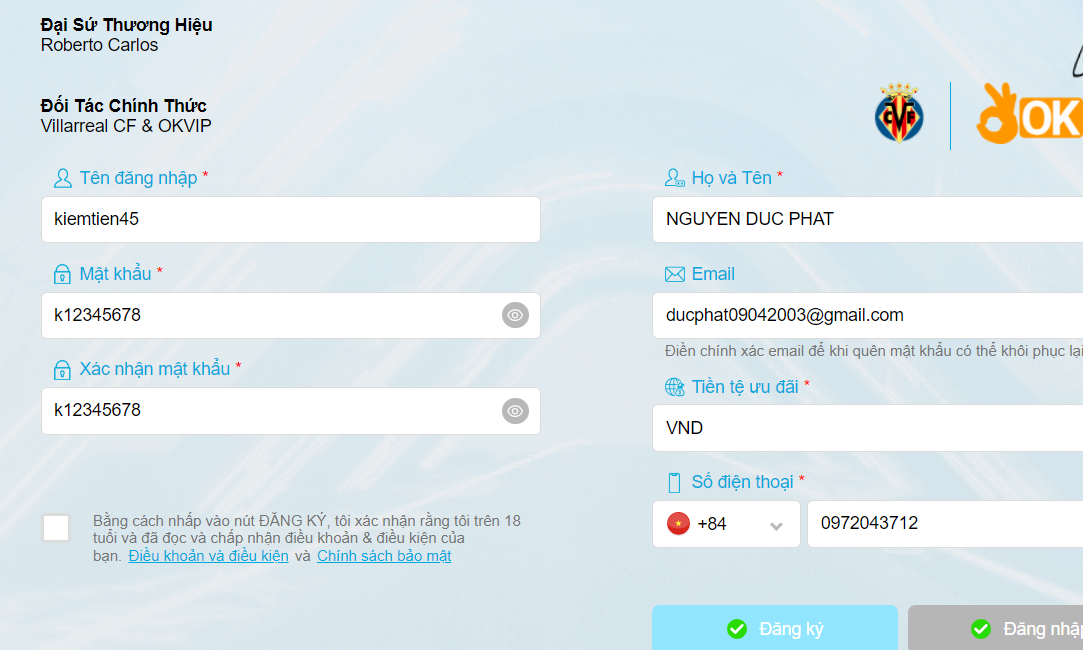 Đại Sứ Thương Hiệu
Roberto Carlos
Đối Tác Chính Thức
Villarreal CF & OKVIP
OK
Tên đăng nhập *
kiemtien45
Mật khẩu *
k12345678
Xác nhận mật khẩu *
k12345678
Bằng cách nhấp vào nút ĐĂNG KÝ, tôi xác nhận rằng tôi trên 18
tuổi và đã đọc và chấp nhận điều khoản & điều kiện của
bạn. Điều khoản và điều kiện và Chính sách bảo mật
Họ và Tên *
NGUYEN DUC PHAT
Email
ducphat09042003@gmail.com
Điền chính xác email để khi quên mật khẩu có thể khôi phục lại
Tiền tệ ưu đãi *
VND
Số điện thoại *
+84
0972043712
Đăng ký
Đăng nhập